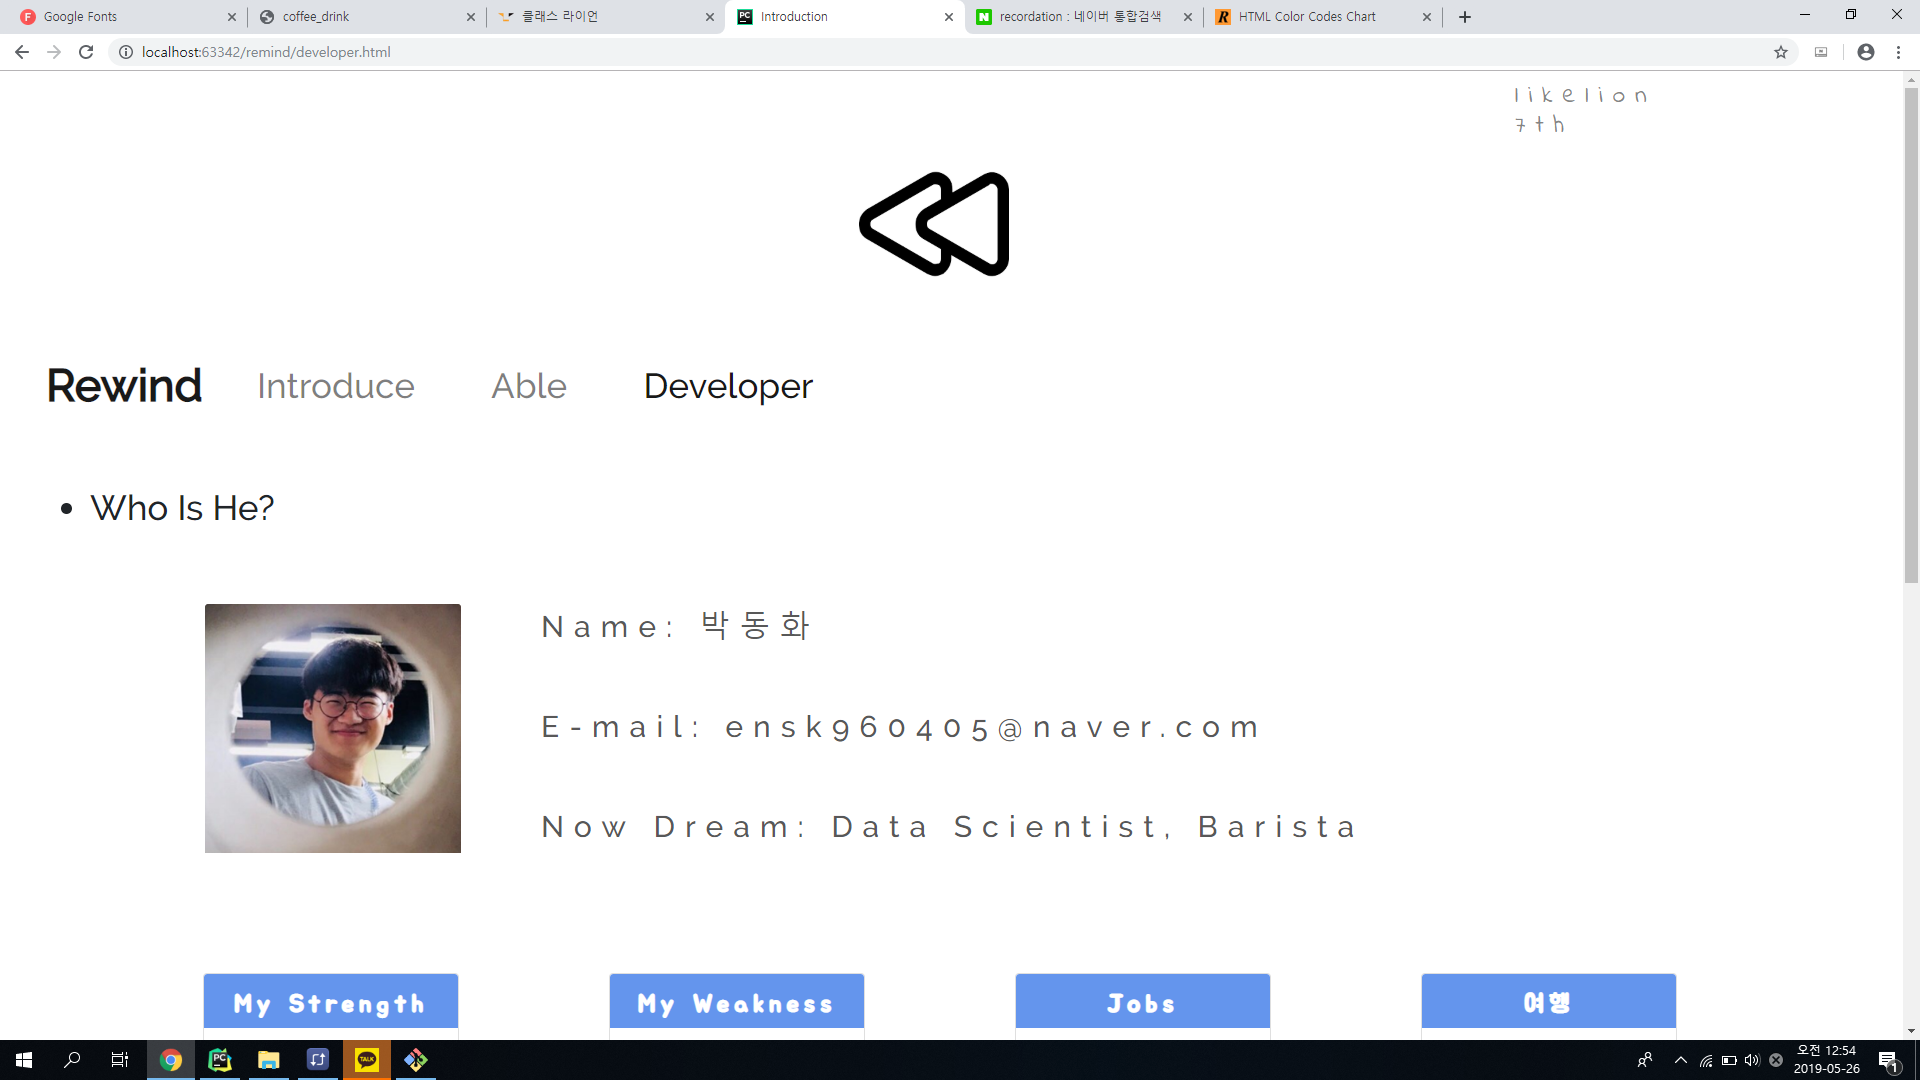 Google Fonts
coffee_drink
클래스 라이언
Introduction
recordation : 네이버 통합검색
HTML Color Codes Chart
localhost:63342/remind/developer.html
likelion
7th
Rewind Introduce Able Developer
Who Is He?
Name: 박동화
E-mail: ensk960405@naver.com
Now Dream: Data Scientist, Barista
My Strength
My Weakness
Jobs
여행
PC
TALK
오전 12:54
2019-05-26
1